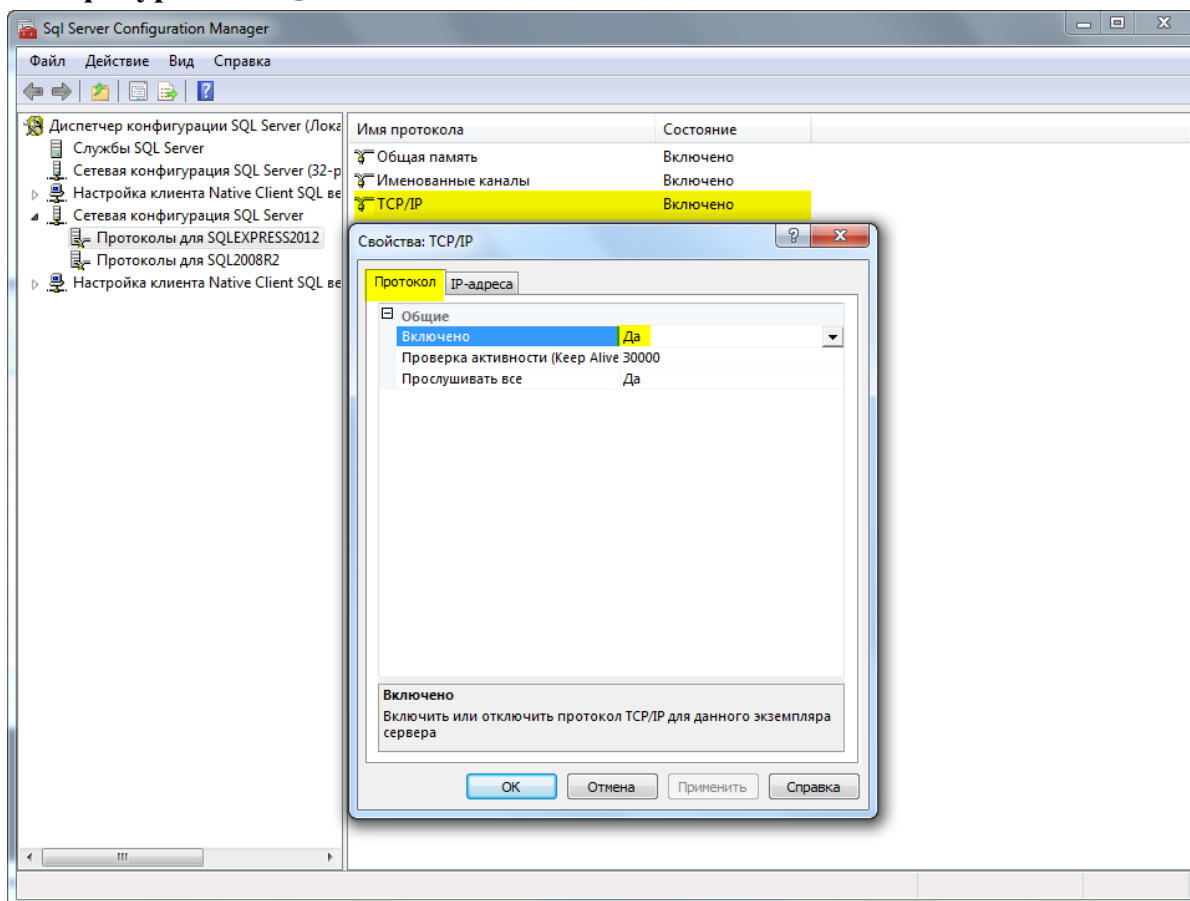 Sql Server Configuration Manager
Файл Действие Вид Справка
Диспетчер конфигурации SQL Server (Лока
Службы SQL Server
Сетевая конфигурация SQL Server (32-р
Настройка клиента Native Client SQL ве
Сетевая конфигурация SQL Server
Протоколы для SQLEXPRESS2012
Протоколы для SQL2008R2
Настройка клиента Native Client SQL ве
Имя протокола Состояние
Общая память Включено
Именованные каналы Включено
TCP/IP Включено
Свойства: TCP/IP
Протокол IP-адреса
Общие
Включено Да
Проверка активности (Keep Alive 30000
Прослушивать все Да
Включено
Включить или отключить протокол TCP/IP для данного экземпляра
сервера
ОК Отмена Применить Справка